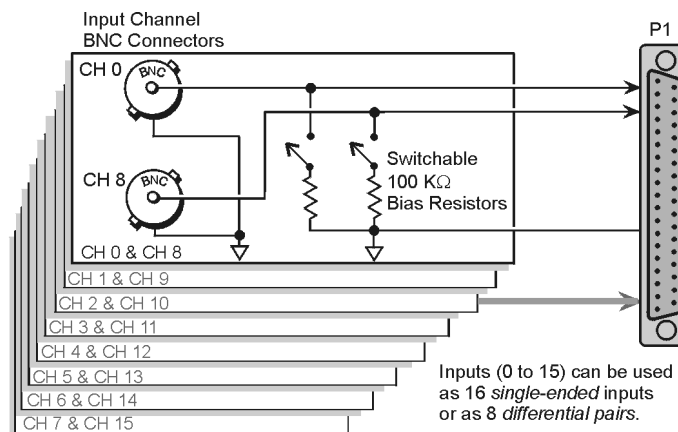 Input Channel
BNC Connectors
P1
CH 0
BNC
CH 8
BNC
Switchable
100 KΩ
Bias Resistors
CH 0 & CH 8
CH 1 & CH 9
CH 2 & CH 10
CH 3 & CH 11
CH 4 & CH 12
CH 5 & CH 13
CH 6 & CH 14
CH 7 & CH 15
Inputs (0 to 15) can be used
as 16 single-ended inputs
or as 8 differential pairs.